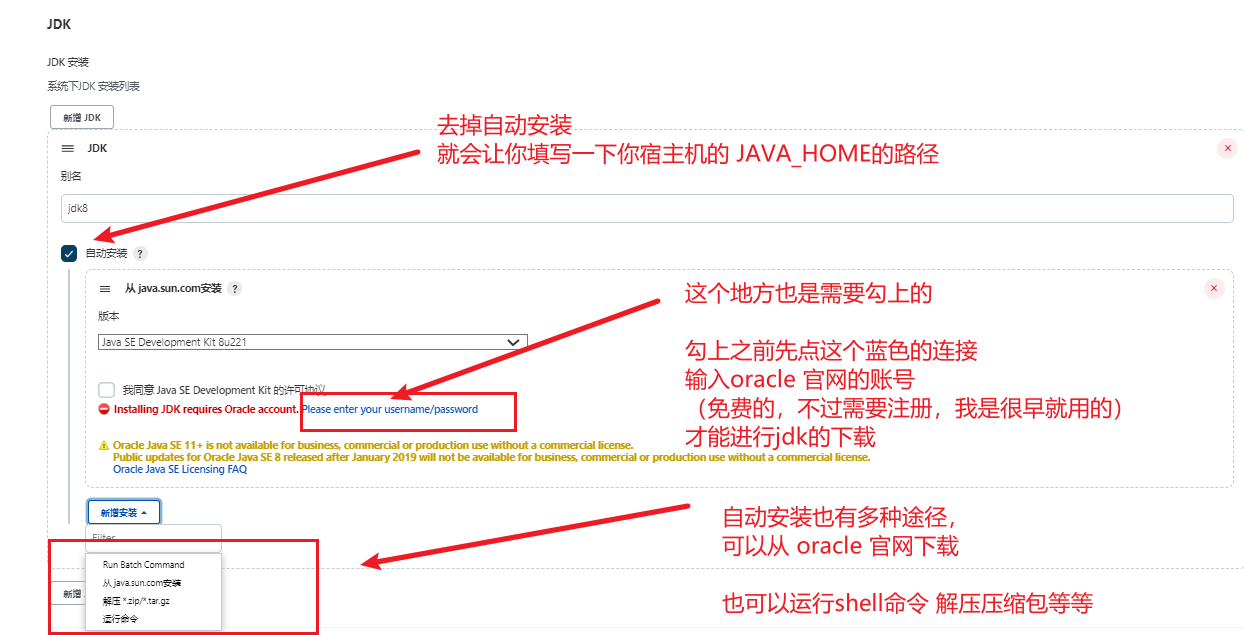 JDK
JDK 安装
系统下JDK 安装列表
新增 JDK
去掉自动安装
就会让你填写一下你宿主机的 JAVA_HOME的路径
JDK
别名
jdk8
自动安装 ?
从 java.sun.com安装 ?
这个地方也是需要勾上的
版本
Java SE Development Kit 8u221
勾上之前先点这个蓝色的连接
输入oracle 官网的账号
（免费的，不过需要注册，我是很早就用的）
才能进行jdk的下载
我同意 Java SE Development Kit 的许可协议
Installing JDK requires Oracle account. Please enter your username/password
Oracle Java SE 11+ is not available for business, commercial or production use without a commercial license.
Public updates for Oracle Java SE 8 released after January 2019 will not be available for business, commercial or production use without a commercial license.
Oracle Java SE Licensing FAQ
新增安装
自动安装也有多种途径，
可以从 oracle 官网下载
Filter
Run Batch Command
从 java.sun.com安装
解压 *.zip/*.tar.gz
新增
运行命令
也可以运行shell命令 解压压缩包等等